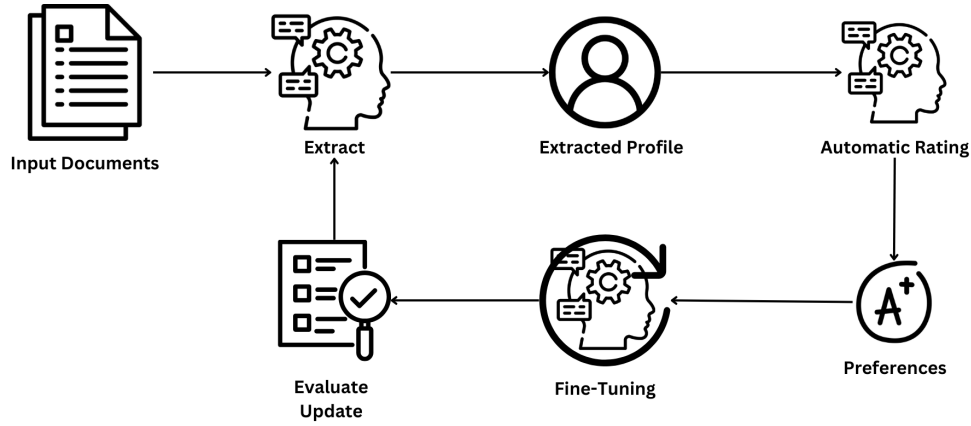 Input Documents
Extract
Extracted Profile
Automatic Rating
A+
Preferences
Fine-Tuning
Evaluate
Update